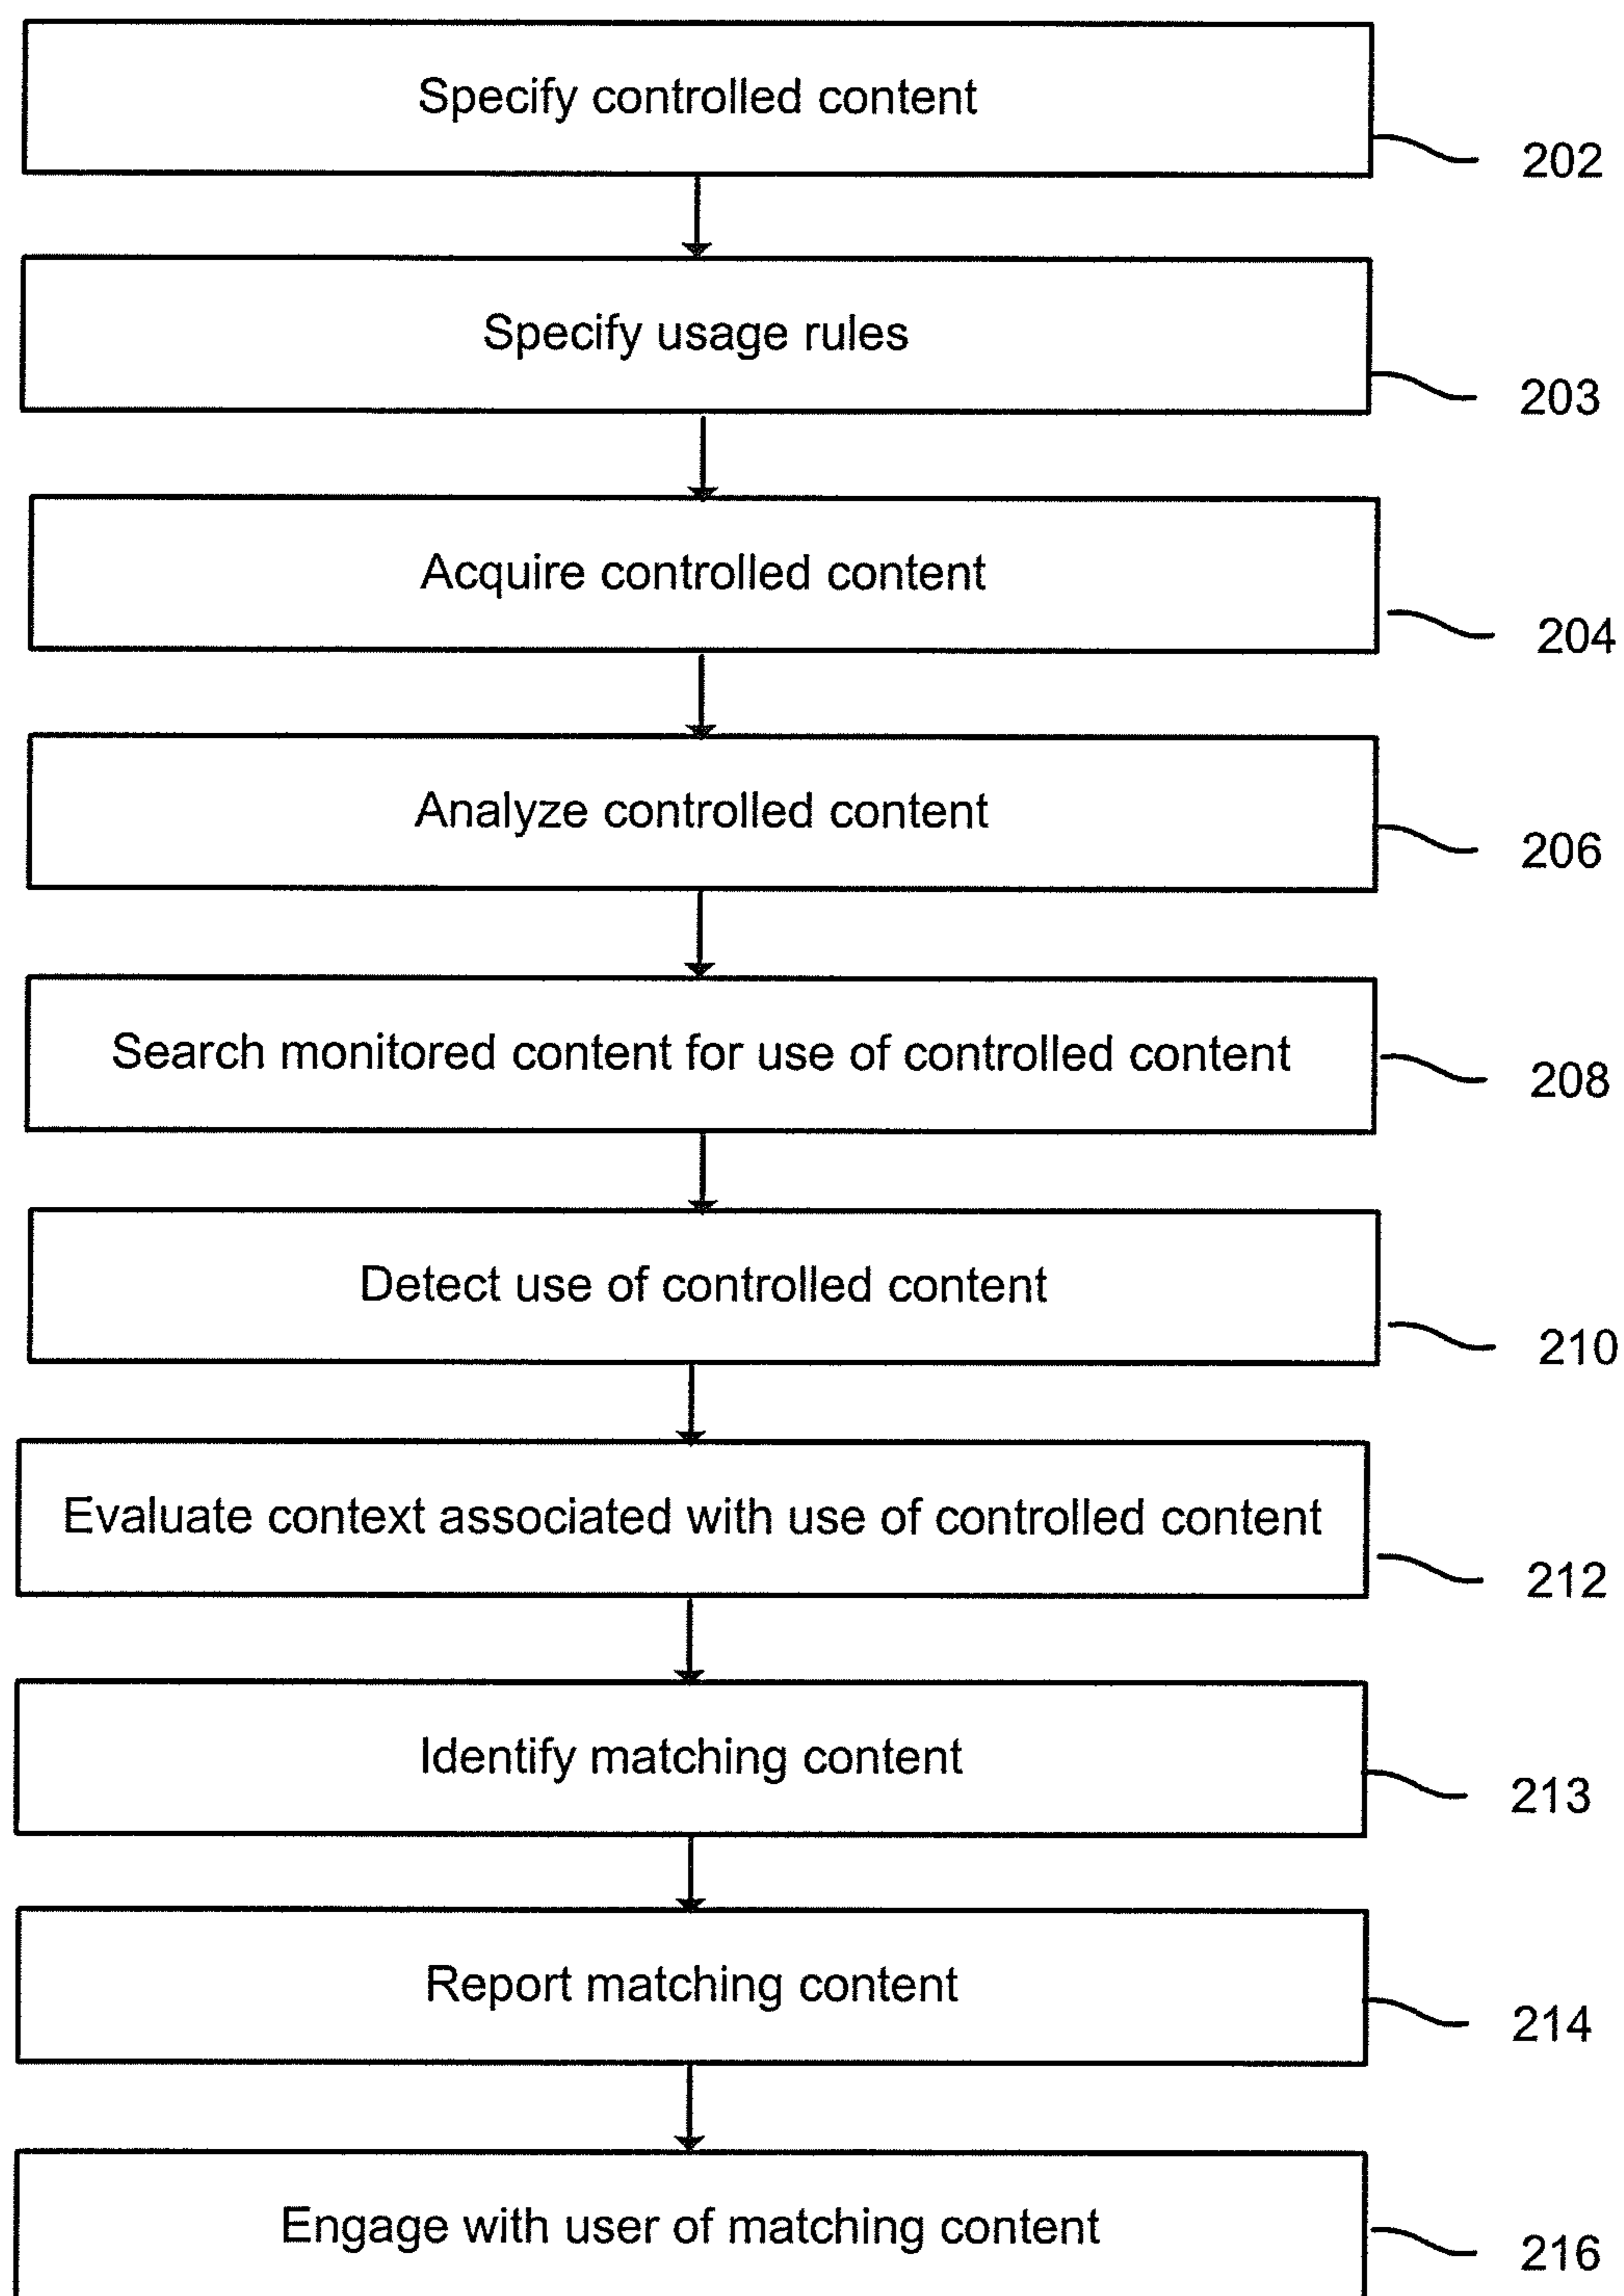 Specify controlled content
202
Specify usage rules
203
Acquire controlled content
204
Analyze controlled content
206
Search monitored content for use of controlled content
208
Detect use of controlled content
210
Evaluate context associated with use of controlled content
212
Identify matching content
213
Report matching content
214
Engage with user of matching content
216